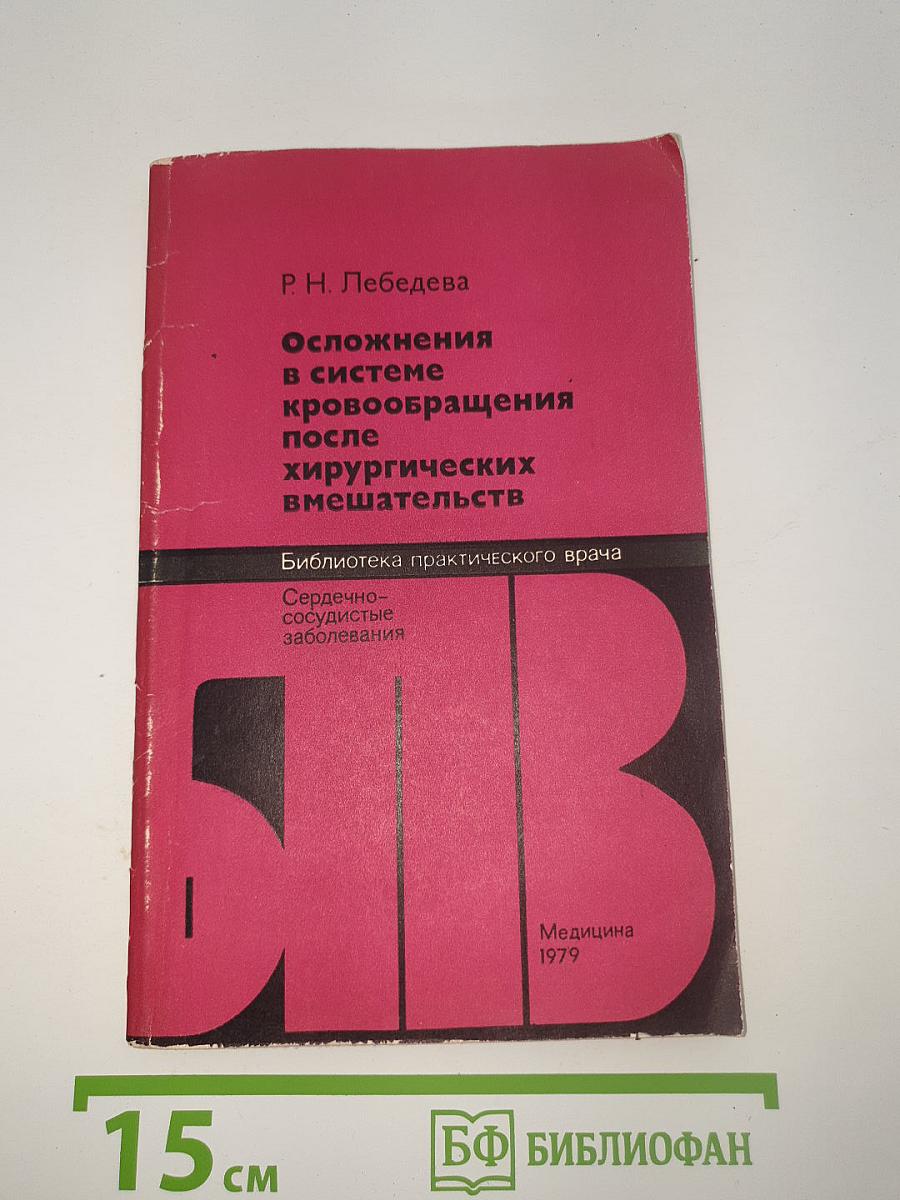 Р. Н. Лебедева
Осложнения
в системе
кровообращения
после
хирургических
вмешательств
Библиотека практического врача
Сердечно-
сосудистые
заболевания
БПВ
Медицина
1979
15 см
БФ БИБЛИОФАН